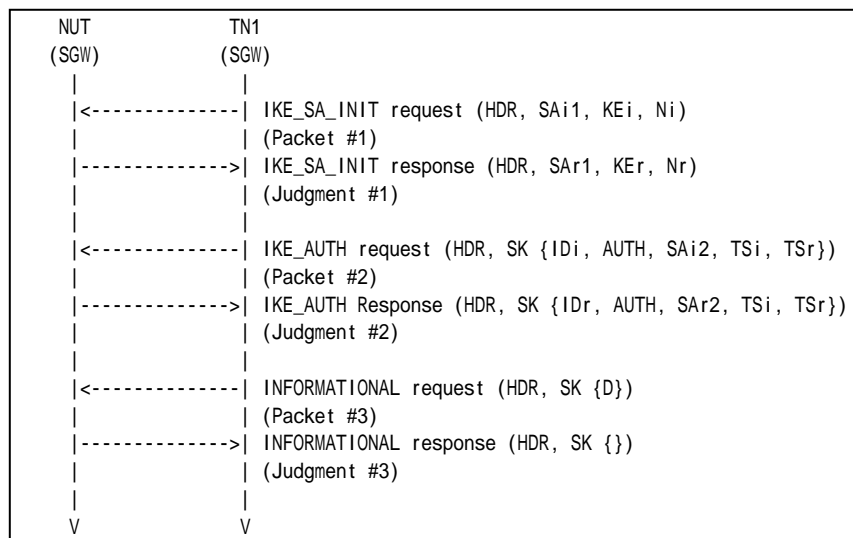 NUT TN1
(SGW) (SGW)
| |
|<--------------| IKE_SA_INIT request (HDR, SAi1, KEi, Ni)
| | (Packet #1)
|-------------->| IKE_SA_INIT response (HDR, SAr1, KEr, Nr)
| | (Judgment #1)
| |
|<--------------| IKE_AUTH request (HDR, SK {IDi, AUTH, SAi2, TSi, TSr})
| | (Packet #2)
|-------------->| IKE_AUTH Response (HDR, SK {IDr, AUTH, SAr2, TSi, TSr})
| | (Judgment #2)
| |
|<--------------| INFORMATIONAL request (HDR, SK {D})
| | (Packet #3)
|-------------->| INFORMATIONAL response (HDR, SK {})
| | (Judgment #3)
| |
V V